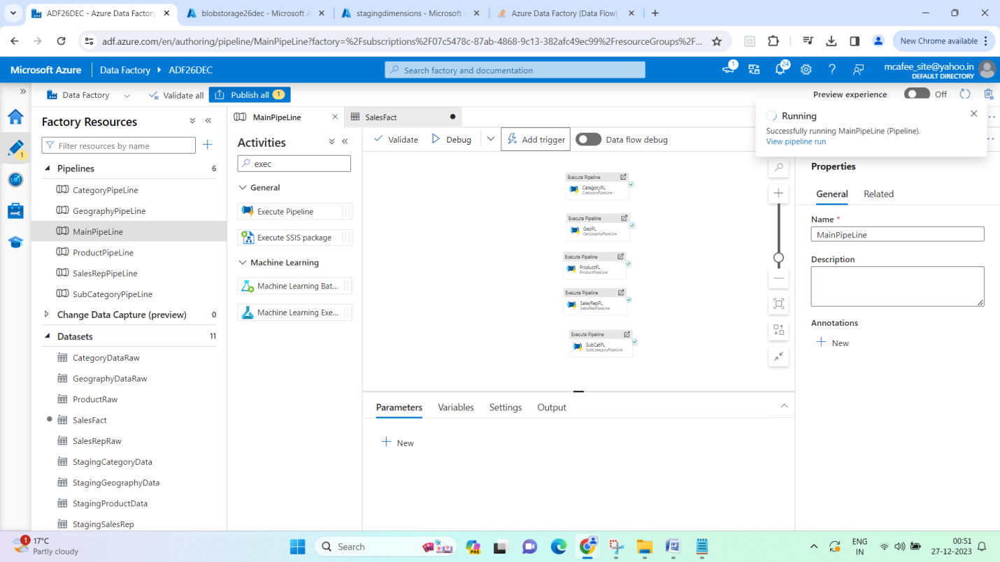 ADF26DEC - Azure Data Factory
blobstorage26dec - Microsoft A
stagingdimensions - Microsoft
Azure Data Factory (Data Flow)
adf.azure.com/en/authoring/pipeline/MainPipeLine?factory=%2Fsubscriptions%2F07c5478c-87ab-4868-9c13-382afc49ec99%2FresourceGroups%2F...
New Chrome available
Microsoft Azure
Data Factory
ADF26DEC
Search factory and documentation
1
24
mcafee_site@yahoo.in
DEFAULT DIRECTORY
Data Factory
Validate all
Publish all
1
Preview experience
Off
Running
Successfully running MainPipeLine (Pipeline).
View pipeline run
Factory Resources
Filter resources by name
1
Pipelines
6
CategoryPipeLine
GeographyPipeLine
MainPipeLine
ProductPipeLine
SalesRepPipeLine
SubCategoryPipeLine
Change Data Capture (preview)
0
Datasets
11
CategoryDataRaw
GeographyDataRaw
ProductRaw
SalesFact
SalesRepRaw
StagingCategoryData
StagingGeographyData
StagingProductData
StagingSalesRep
MainPipeLine
SalesFact
Activities
exec
General
Execute Pipeline
Execute SSIS package
Machine Learning
Machine Learning Bat...
Machine Learning Exe...
Validate
Debug
Add trigger
Data flow debug
Execute Pipeline
CategoryPL
CategoryPipeLine
Execute Pipeline
GeoPL
GeographyPipeLine
Execute Pipeline
ProductPL
ProductPipeLine
Execute Pipeline
SalesRepPL
SalesRepPipeLine
Execute Pipeline
SubCatPL
SubCategoryPipeLine
Parameters
Variables
Settings
Output
New
Properties
General
Related
Name *
MainPipeLine
Description
Annotations
New
1
17°C
Partly cloudy
Search
PRE
ENG
IN
00:51
27-12-2023